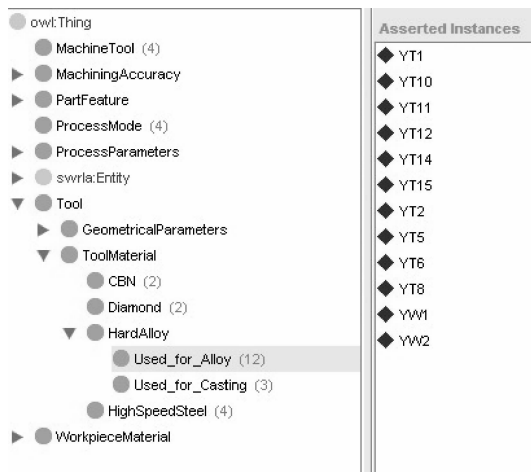 owl:Thing
MachineTool (4)
MachiningAccuracy
PartFeature
ProcessMode (4)
ProcessParameters
swrla:Entity
Tool
GeometricalParameters
ToolMaterial
CBN (2)
Diamond (2)
HardAlloy
Used_for_Alloy (12)
Used_for_Casting (3)
HighSpeedSteel (4)
WorkpieceMaterial
Asserted Instances
YT1
YT10
YT11
YT12
YT14
YT15
YT2
YT5
YT6
YT8
YW1
YW2